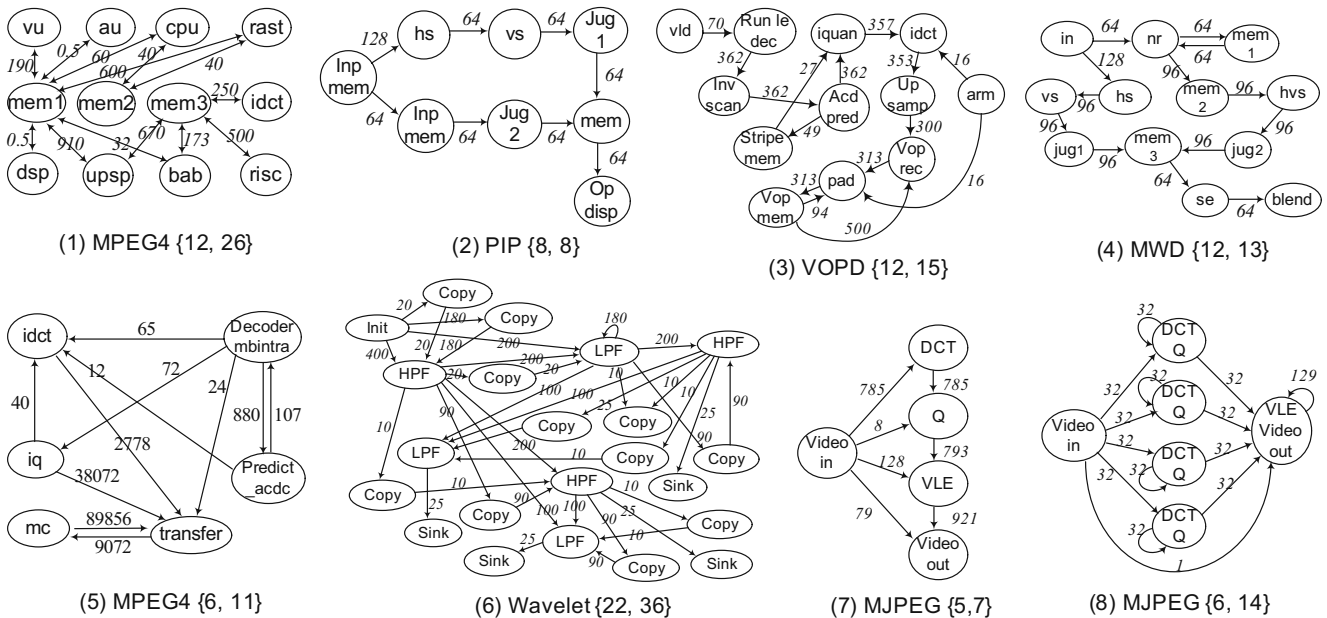 vu
au
cpu
rast
190
0.5
60
40
600
40
mem1
mem2
mem3
250
idct
0.5
910
32
670
173
500
dsp
upsp
bab
risc
(1) MPEG4 {12, 26}
Inp
mem
128
hs
64
vs
64
Jug
1
64
64
Inp
mem
64
Jug
2
64
mem
64
Op
disp
(2) PIP {8, 8}
vld
70
Run le
dec
iquan
357
idct
362
27
362
353
16
Inv
scan
362
Acd
pred
Up
samp
arm
49
300
Stripe
mem
Vop
rec
313
313
pad
16
Vop
mem
94
500
(3) VOPD {12, 15}
in
64
nr
64
mem
1
64
128
96
vs
96
hs
mem
2
96
hvs
96
96
jug1
96
mem
3
96
jug2
64
se
64
blend
(4) MWD {12, 13}
idct
65
Decoder
mbintra
72
12
24
40
880
107
2778
iq
38072
Predict
_acdc
mc
89856
9072
transfer
(5) MPEG4 {6, 11}
Copy
20
180
Copy
180
Init
400
20
180
200
LPF
200
HPF
HPF
200
20
Copy
20
10
10
100
100
25
10
25
90
90
10
Copy
Copy
LPF
200
90
10
Copy
Copy
Sink
Copy
10
HPF
10
25
90
Copy
100
100
25
90
Copy
Sink
LPF
10
25
Sink
90
Copy
Sink
(6) Wavelet {22, 36}
DCT
785
785
Q
8
Video
in
793
128
VLE
79
921
Video
out
(7) MJPEG {5,7}
32
DCT
Q
32
32
32
DCT
Q
129
32
32
VLE
Video
out
Video
in
32
DCT
Q
32
32
32
32
32
DCT
Q
1
(8) MJPEG {6, 14}